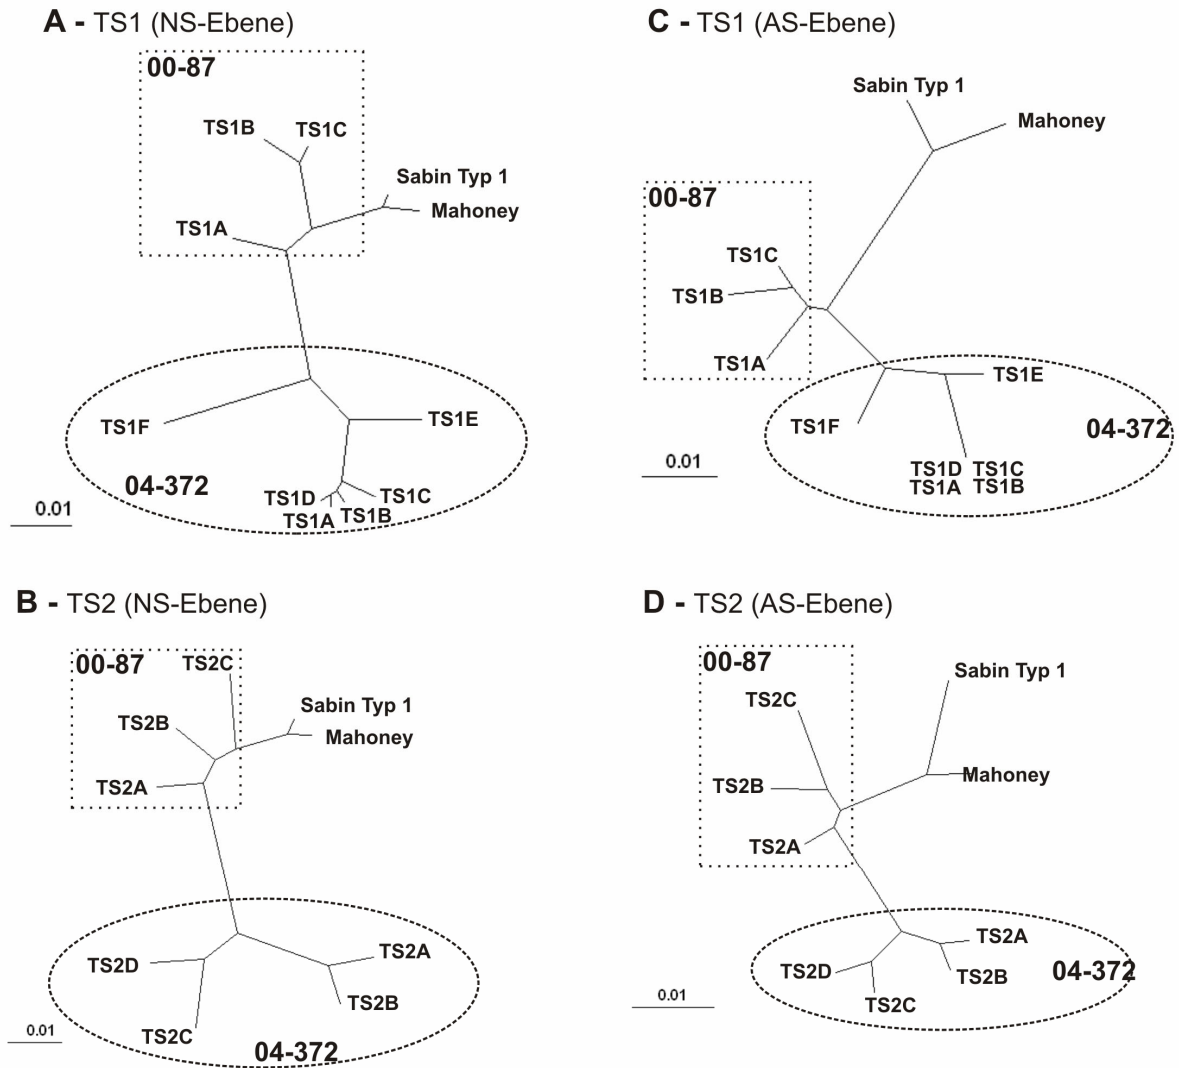 A - TS1 (NS-Ebene)
00-87
TS1B TS1C
Sabin Typ 1
Mahoney
TS1A
TS1F
TS1E
04-372
TS1D TS1C
TS1A TS1B
0.01
C - TS1 (AS-Ebene)
Sabin Typ 1
Mahoney
00-87
TS1C
TS1B
TS1A
TS1E
TS1F
04-372
TS1D TS1C
TS1A TS1B
0.01
B - TS2 (NS-Ebene)
00-87 TS2C
Sabin Typ 1
TS2B
Mahoney
TS2A
TS2A
TS2D
TS2B
TS2C
04-372
0.01
D - TS2 (AS-Ebene)
00-87
Sabin Typ 1
TS2C
Mahoney
TS2B
TS2A
TS2A
TS2D
TS2B
04-372
TS2C
0.01